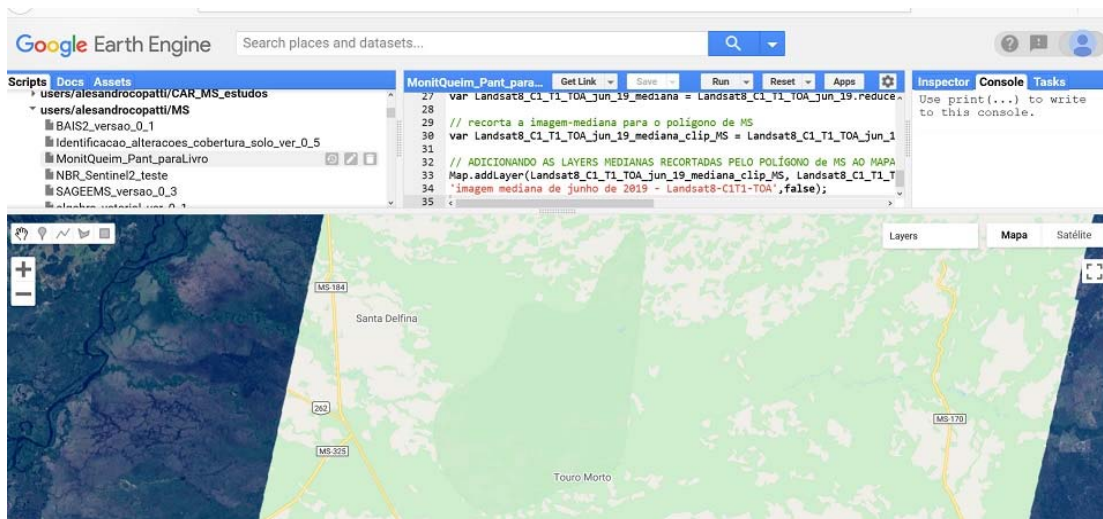 Google Earth Engine
Search places and datasets...
Scripts Docs Assets
users/alesandrocopatti/CAR_MS_estudos
users/alesandrocopatti/MS
BAIS2_versao_0_1
Identificacao_alteracoes_cobertura_solo_ver_0_5
MonitQueim_Pant_paraLivro
NBR_Sentinel2_teste
SAGEEMS_versao_0_3
MonitQueim_Pant_para... Get Link Save Run Reset Apps
27 var Landsat8_C1_T1_TOA_jun_19_mediana = Landsat8_C1_T1_TOA_jun_19.reduce
28
29 // recorta a imagem-mediana para o polígono de MS
30 var Landsat8_C1_T1_TOA_jun_19_mediana_clip_MS = Landsat8_C1_T1_TOA_jun_1
31
32 // ADICIONANDO AS LAYERS MEDIANAS RECORTADAS PELO POLÍGONO de MS AO MAPA
33 Map.addLayer(Landsat8_C1_T1_TOA_jun_19_mediana_clip_MS, Landsat8_C1_T1_T
34 'imagem mediana de junho de 2019 - Landsat8-C1T1-TOA',false);
35
Inspector Console Tasks
Use print(...) to write
to this console.
Layers
Mapa Satélite
MS-184
Santa Delfina
262
MS-325
MS-170
Touro Morto